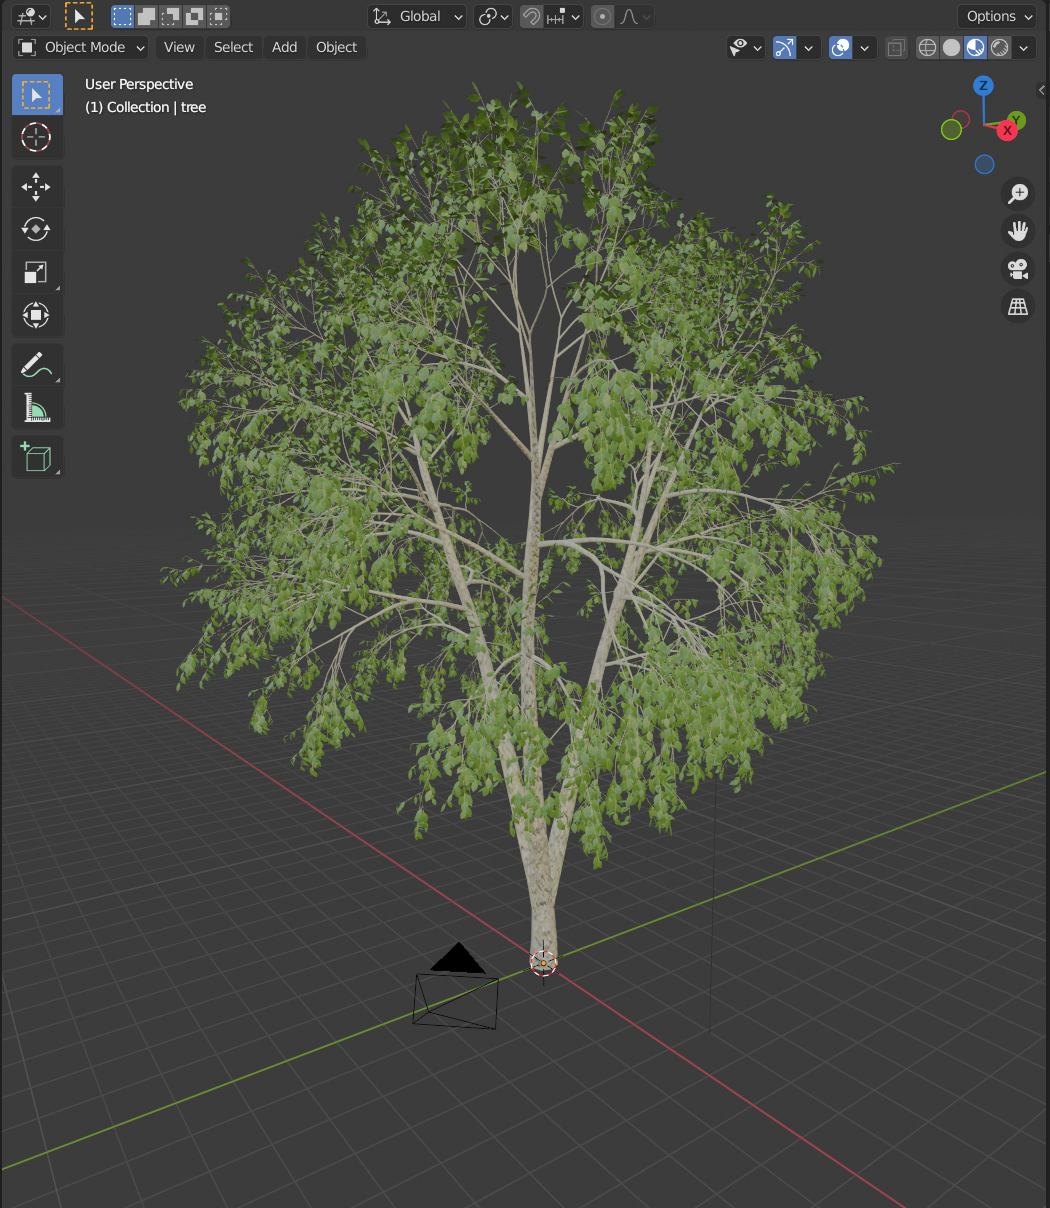 Global
Options
Object Mode View Select Add Object
User Perspective
(1) Collection | tree
Z
Y
X